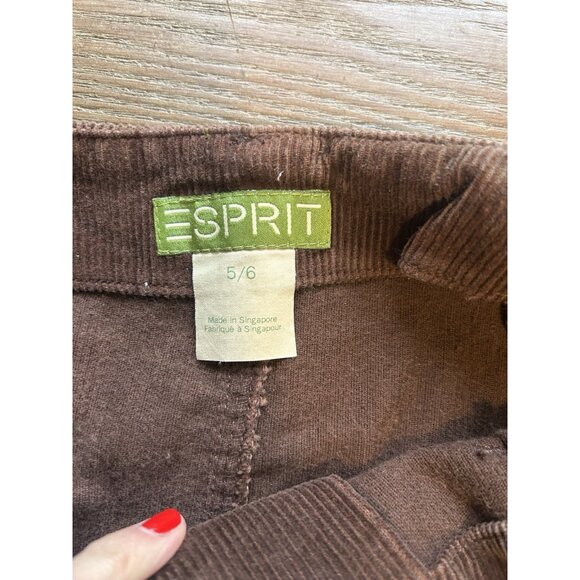 ESPRIT
5/6
Made in Singapore
Fabriqué à Singapour